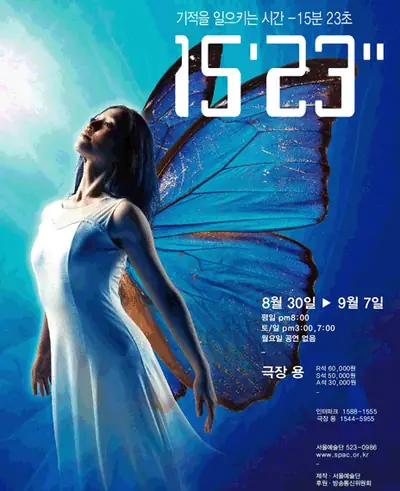 기적을 일으키는 시간 -15분 23초
15'23"
8월 30일 ▶ 9월 7일
평일 pm8:00
토/일 pm3:00,7:00
월요일 공연 없음
극장 용
R석 60,000원
S석 50,000원
A석 30,000원
인터파크 1588-1555
극장 용 1544-5955
서울예술단 523-0986
www.spac.or.kr
제작·서울예술단
후원·방송통신위원회